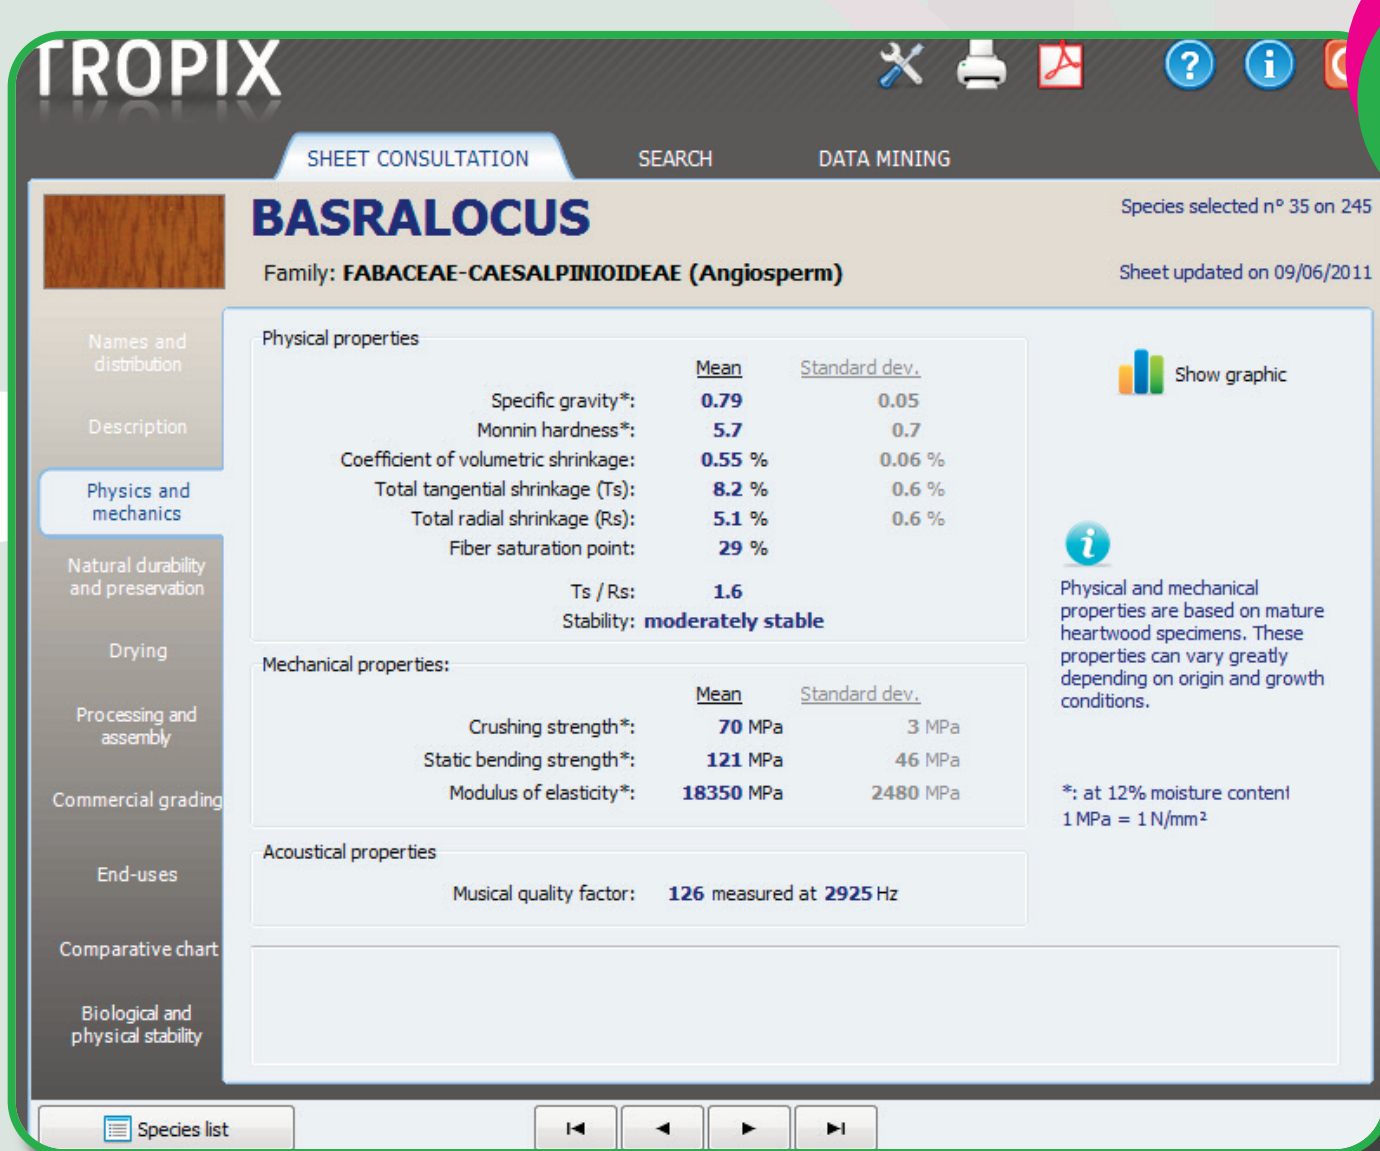 TROPIX
SHEET CONSULTATION
SEARCH
DATA MINING
BASRALOCUS
Species selected n° 35 on 245
Family: FABACEAE-CAESALPINIOIDEAE (Angiosperm)
Sheet updated on 09/06/2011
Names and
distribution
Description
Physics and
mechanics
Natural durability
and preservation
Drying
Processing and
assembly
Commercial grading
End-uses
Comparative chart
Biological and
physical stability
Physical properties
Mean Standard dev.
Specific gravity*: 0.79 0.05
Monnin hardness*: 5.7 0.7
Coefficient of volumetric shrinkage: 0.55 % 0.06 %
Total tangential shrinkage (Ts): 8.2 % 0.6 %
Total radial shrinkage (Rs): 5.1 % 0.6 %
Fiber saturation point: 29 %
Ts / Rs: 1.6
Stability: moderately stable
Mechanical properties:
Mean Standard dev.
Crushing strength*: 70 MPa 3 MPa
Static bending strength*: 121 MPa 46 MPa
Modulus of elasticity*: 18350 MPa 2480 MPa
Acoustical properties
Musical quality factor: 126 measured at 2925 Hz
Show graphic
Physical and mechanical
properties are based on mature
heartwood specimens. These
properties can vary greatly
depending on origin and growth
conditions.
*: at 12% moisture content
1 MPa = 1 N/mm²
Species list